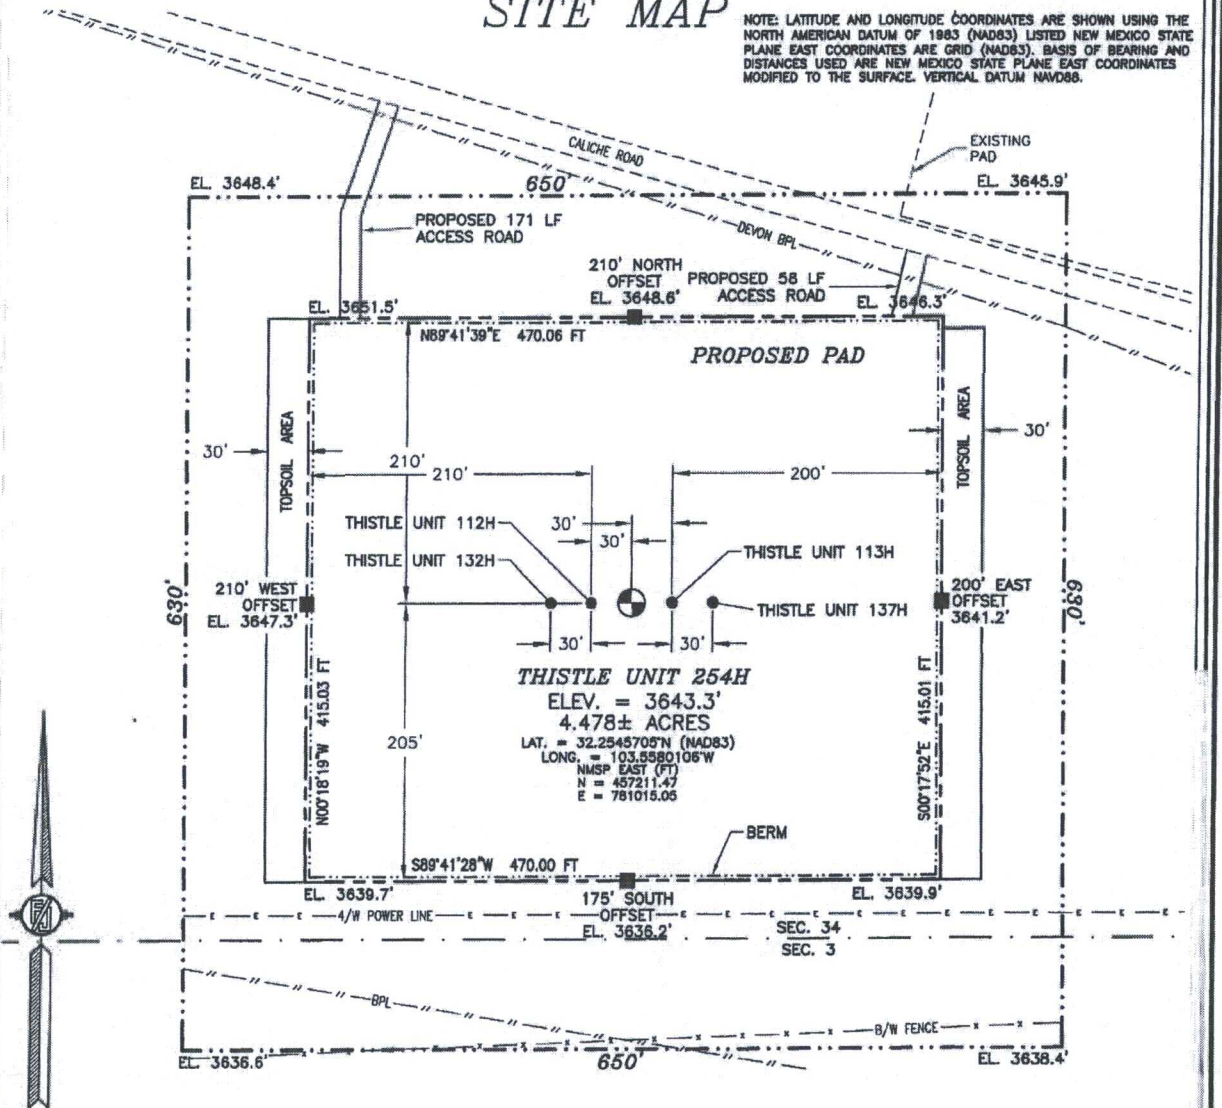 SITE MAP
NOTE: LATITUDE AND LONGITUDE COORDINATES ARE SHOWN USING THE
NORTH AMERICAN DATUM OF 1983 (NAD83) LISTED NEW MEXICO STATE
PLANE EAST COORDINATES ARE GRID (NAD83). BASIS OF BEARING AND
DISTANCES USED ARE NEW MEXICO STATE PLANE EAST COORDINATES
MODIFIED TO THE SURFACE. VERTICAL DATUM NAVD88.
CALICHE ROAD
EXISTING
PAD
EL. 3648.4'
650'
EL. 3645.9'
PROPOSED 171 LF
ACCESS ROAD
DEVON BPL
210' NORTH
OFFSET
EL. 3648.6'
PROPOSED 58 LF
ACCESS ROAD
EL. 3651.5'
EL. 3646.3'
N89°41'39"E 470.06 FT
PROPOSED PAD
TOPSOIL AREA
30'
TOPSOIL AREA
30'
210'
210'
200'
THISTLE UNIT 112H
30'
30'
THISTLE UNIT 132H
THISTLE UNIT 113H
THISTLE UNIT 137H
630'
210' WEST
OFFSET
EL. 3647.3'
200' EAST
OFFSET
3641.2'
630'
30'
30'
THISTLE UNIT 254H
ELEV. = 3643.3'
4.478± ACRES
LAT. = 32.2545705°N (NAD83)
LONG. = 103.5580106°W
NMSP EAST (FT)
N = 457211.47
E = 781015.05
N00°18'19"W 415.03 FT
205'
S00°17'52"E 415.01 FT
BERM
S89°41'28"W 470.00 FT
EL. 3639.7'
175' SOUTH
OFFSET
EL. 3636.2'
EL. 3639.9'
E E
4/W POWER LINE
E E E E E E E E
SEC. 34
SEC. 3
BPL
B/W FENCE
EL. 3636.6'
650'
EL. 3638.4'